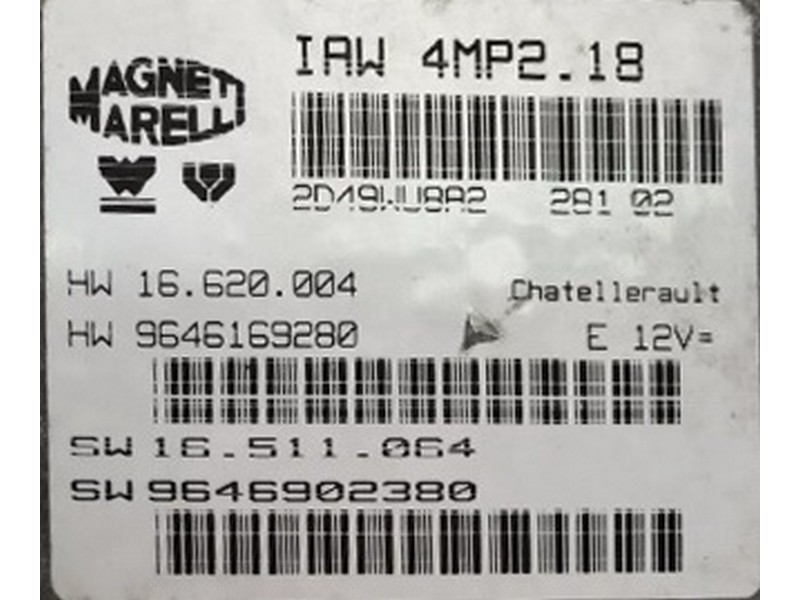 MAGNETI
MARELLI
IAW 4MP2.18
2D49WU8A2 281 02
HW 16.620.004 Chatellerault
HW 9646169280 E 12V=
SW 16.511.064
SW 9646902380